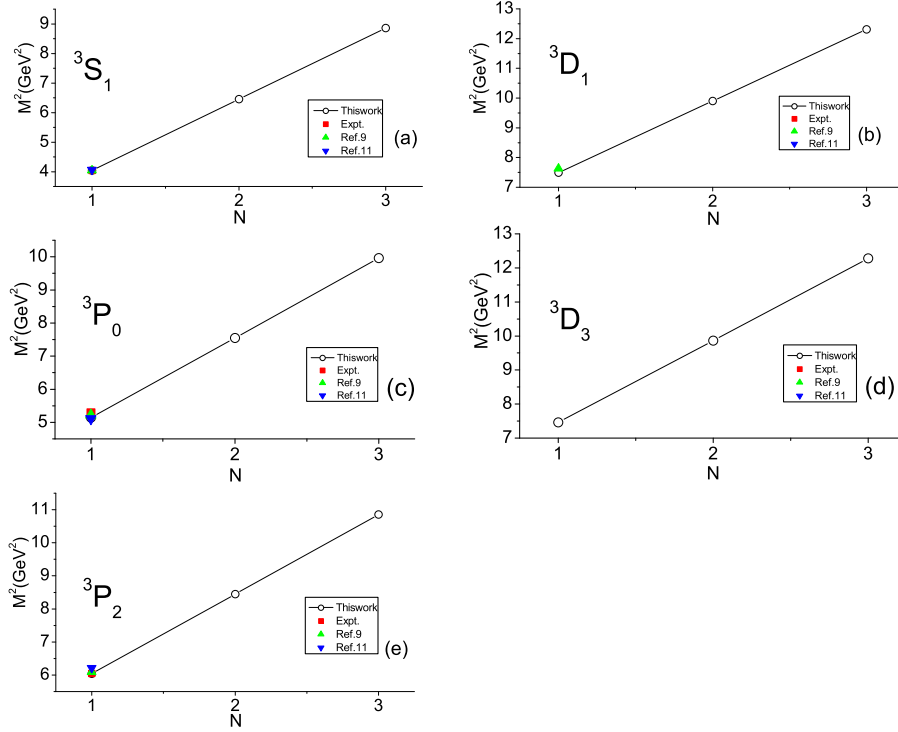 9
8
7
6
5
4
M²(GeV²)
³S₁
Thiswork
Expt.
Ref.9
Ref.11
(a)
1 2 3
N
13
12
11
10
9
8
7
M²(GeV²)
³D₁
Thiswork
Expt.
Ref.9
Ref.11
(b)
1 2 3
N
10
9
8
7
6
5
M²(GeV²)
³P₀
Thiswork
Expt.
Ref.9
Ref.11
(c)
1 2 3
N
13
12
11
10
9
8
7
M²(GeV²)
³D₃
Thiswork
Expt.
Ref.9
Ref.11
(d)
1 2 3
N
11
10
9
8
7
6
M²(GeV²)
³P₂
Thiswork
Expt.
Ref.9
Ref.11
(e)
1 2 3
N